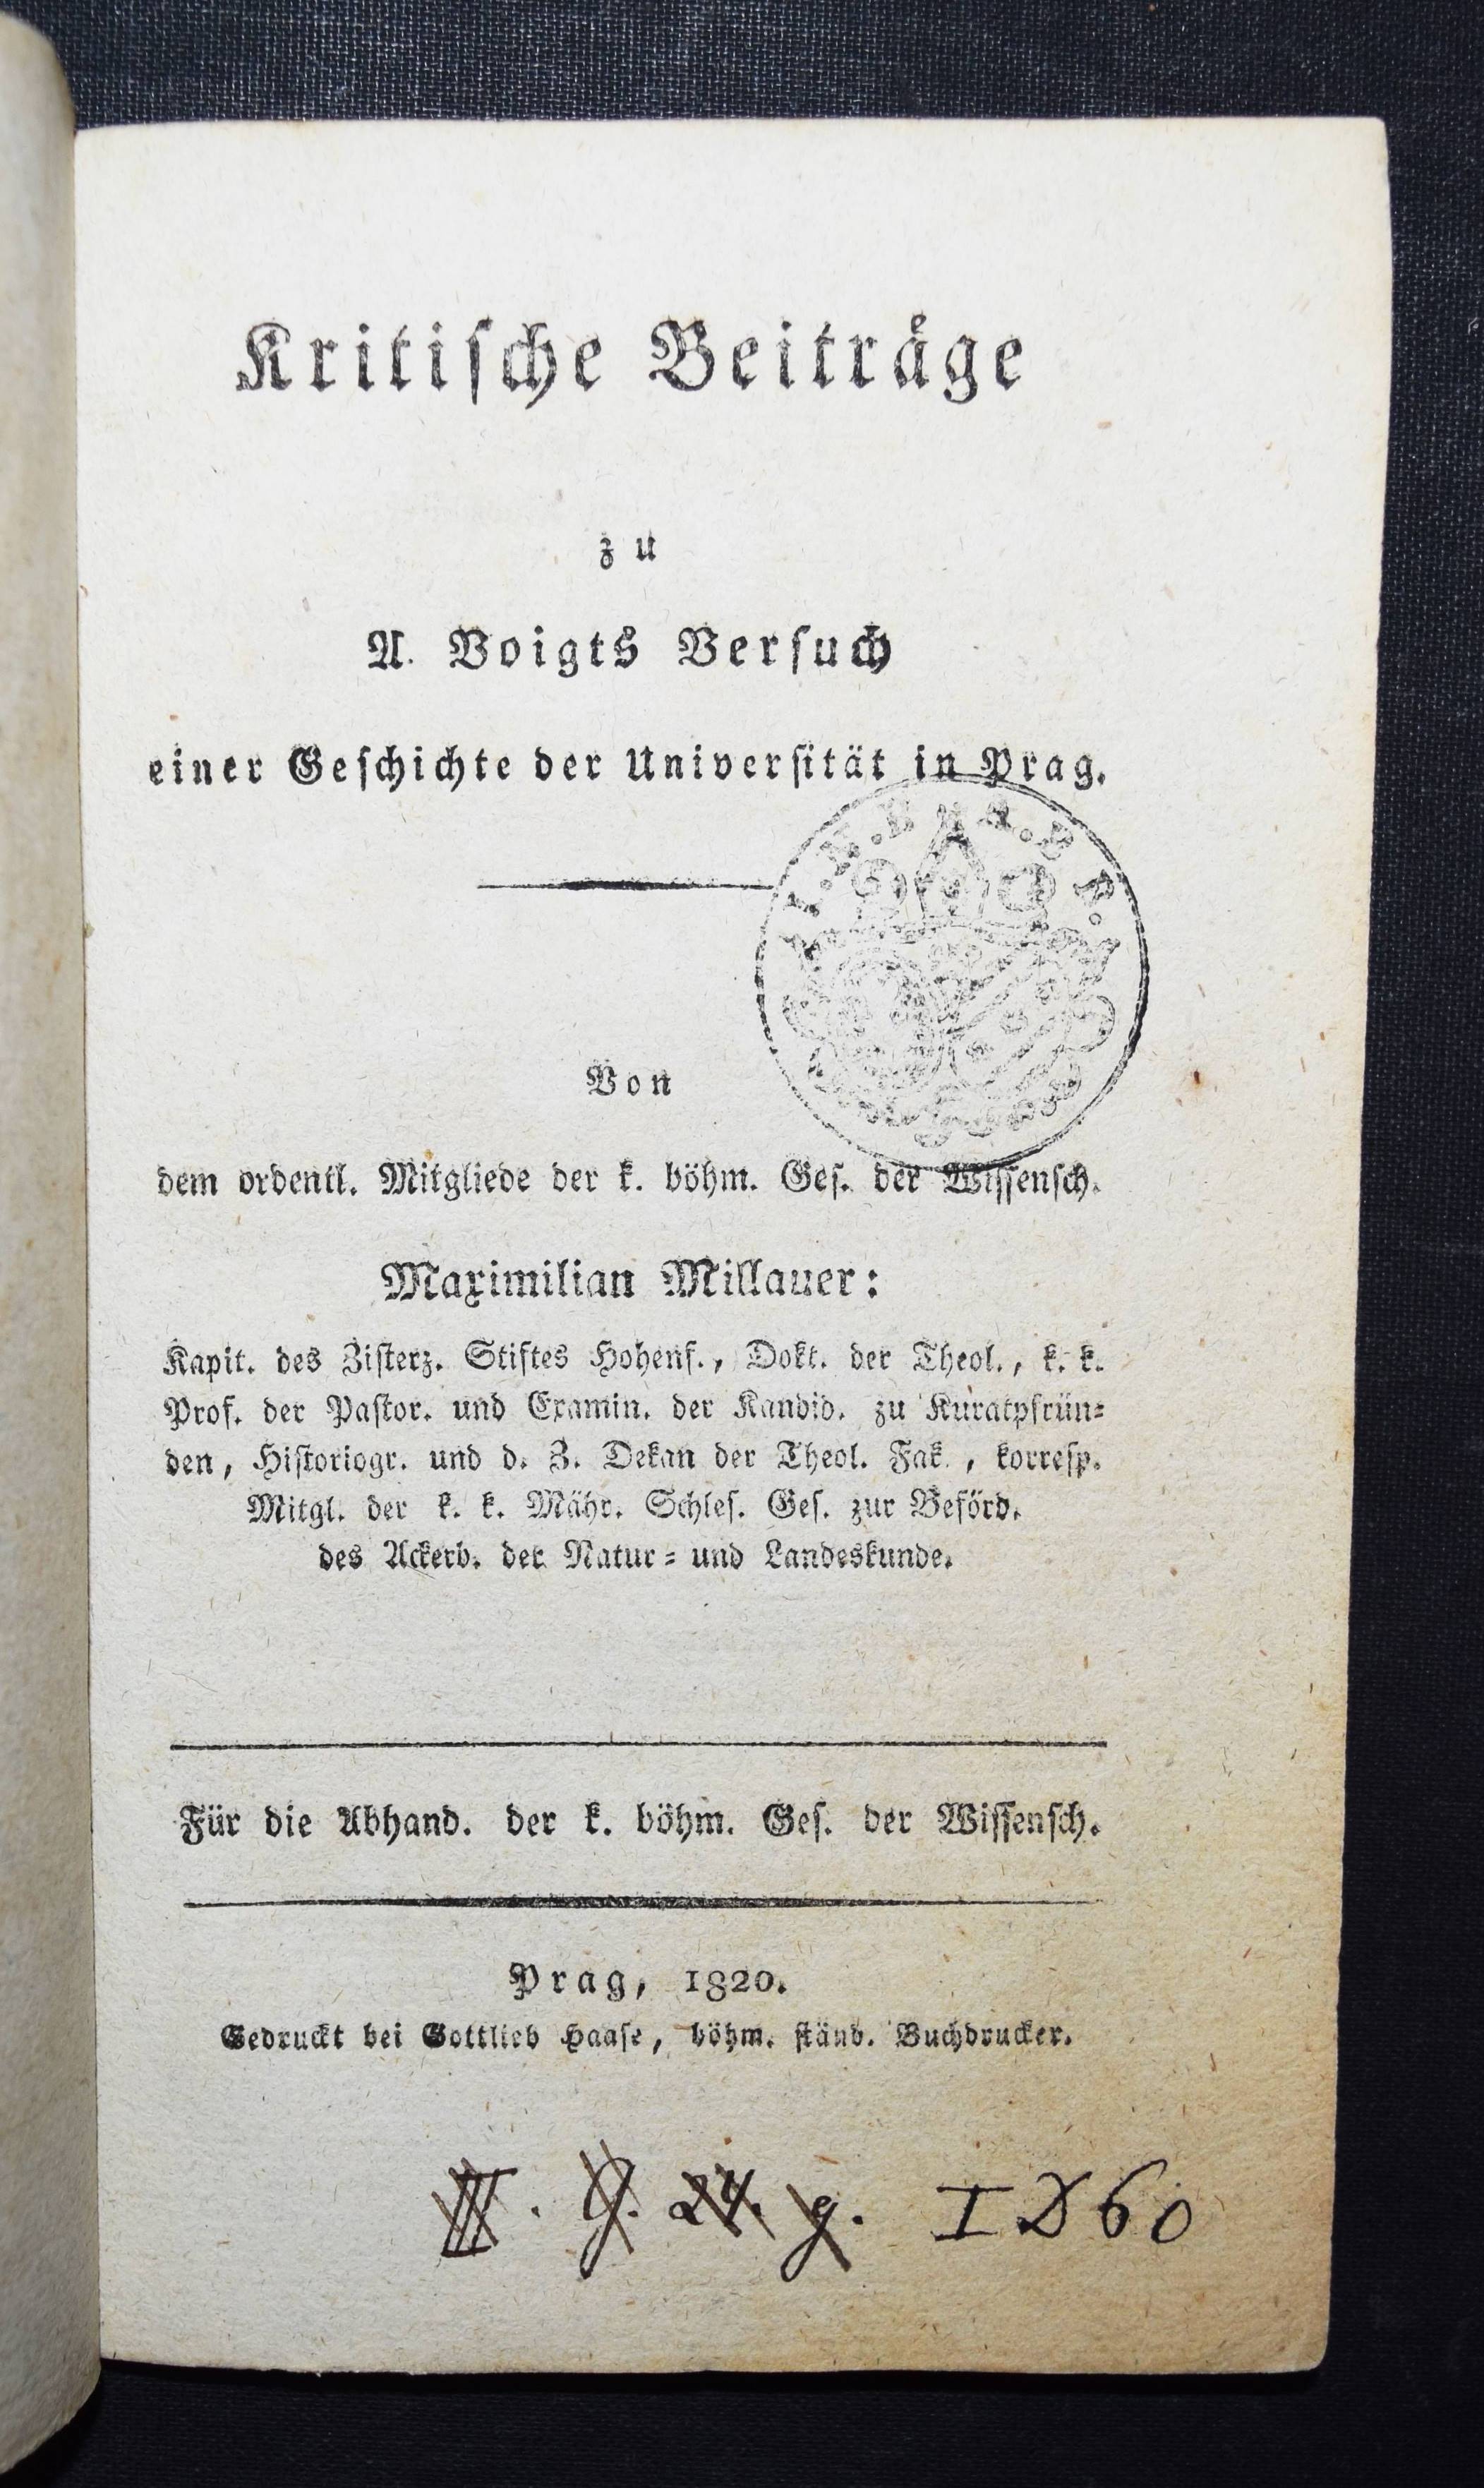 Kritiſche Beiträge
zu
A. Voigts Verſuch
einer Geſchichte der Univerſität in Prag.
Von
dem ordentl. Mitgliede der k. böhm. Geſ. der Wiſſenſch.
Maximilian Millauer:
Kapit. des Ziſterz. Stiftes Hohenf., Dokt. der Theol., k. k.
Prof. der Paſtor. und Examin. der Kandid. zu Kuratpfrün⸗
den, Hiſtoriogr. und d. Z. Dekan der Theol. Fak., korreſp.
Mitgl. der k. k. Mähr. Schleſ. Geſ. zur Beförd.
des Ackerb. der Natur⸗ und Landeskunde.
Für die Abhand. der k. böhm. Geſ. der Wiſſenſch.
Prag, 1820.
Gedruckt bei Gottlieb Haaſe, böhm. ſtänd. Buchdrucker.
I D 60